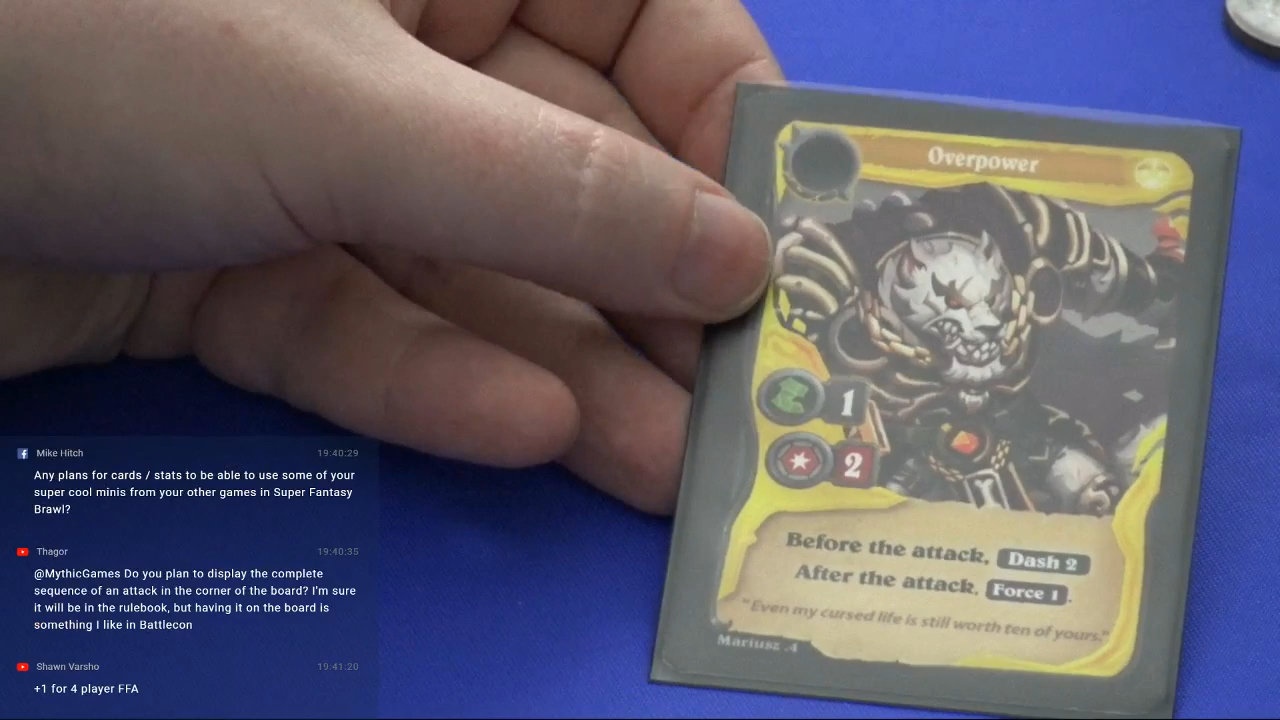 Overpower
1
2
Before the attack, Dash 2
After the attack, Force 1.
"Even my cursed life is still worth ten of yours."
Mariusz .4
Mike Hitch 19:40:29
Any plans for cards / stats to be able to use some of your
super cool minis from your other games in Super Fantasy
Brawl?
Thagor 19:40:35
@MythicGames Do you plan to display the complete
sequence of an attack in the corner of the board? I'm sure
it will be in the rulebook, but having it on the board is
something I like in Battlecon
Shawn Varsho 19:41:20
+1 for 4 player FFA